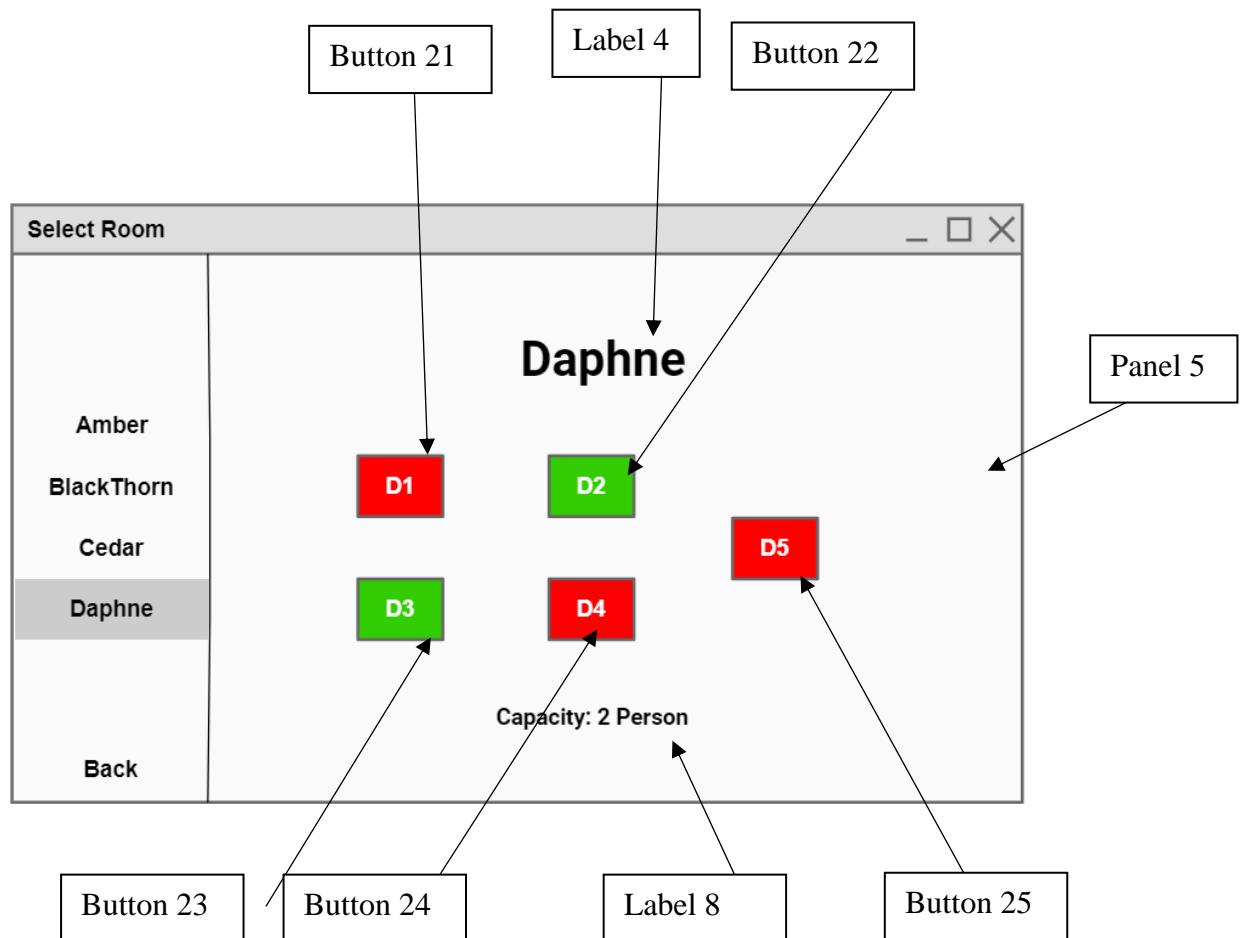 Button 21
Label 4
Button 22
Select Room
Daphne
Panel 5
Amber
BlackThorn
Cedar
Daphne
D1
D2
D5
D3
D4
Capacity: 2 Person
Back
Button 23
Button 24
Label 8
Button 25